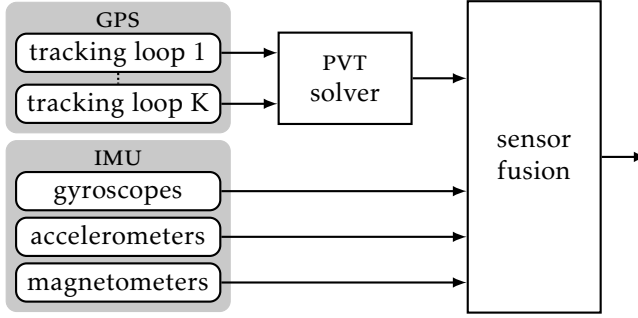 GPS
tracking loop 1
tracking loop K
PVT
solver
IMU
gyroscopes
accelerometers
magnetometers
sensor
fusion